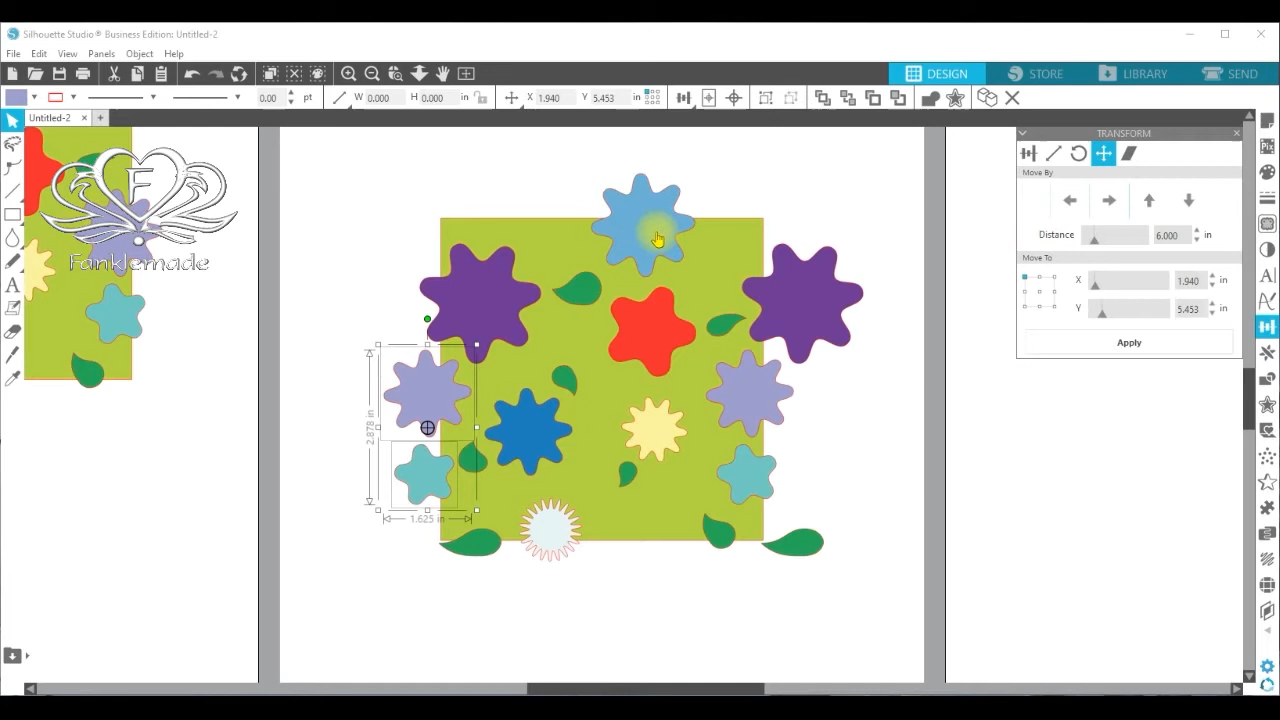 Silhouette Studio® Business Edition: Untitled-2
File Edit View Panels Object Help
DESIGN STORE LIBRARY SEND
0.00 pt W 0.000 H 0.000 in X 1.940 Y 5.453 in
Untitled-2 × +
TRANSFORM
Pix
Move By
F
Distance 6.000 in
Fanklemade
A
Move To
X 1.940 in
Y 5.453 in
Apply
2.878 in
1.625 in